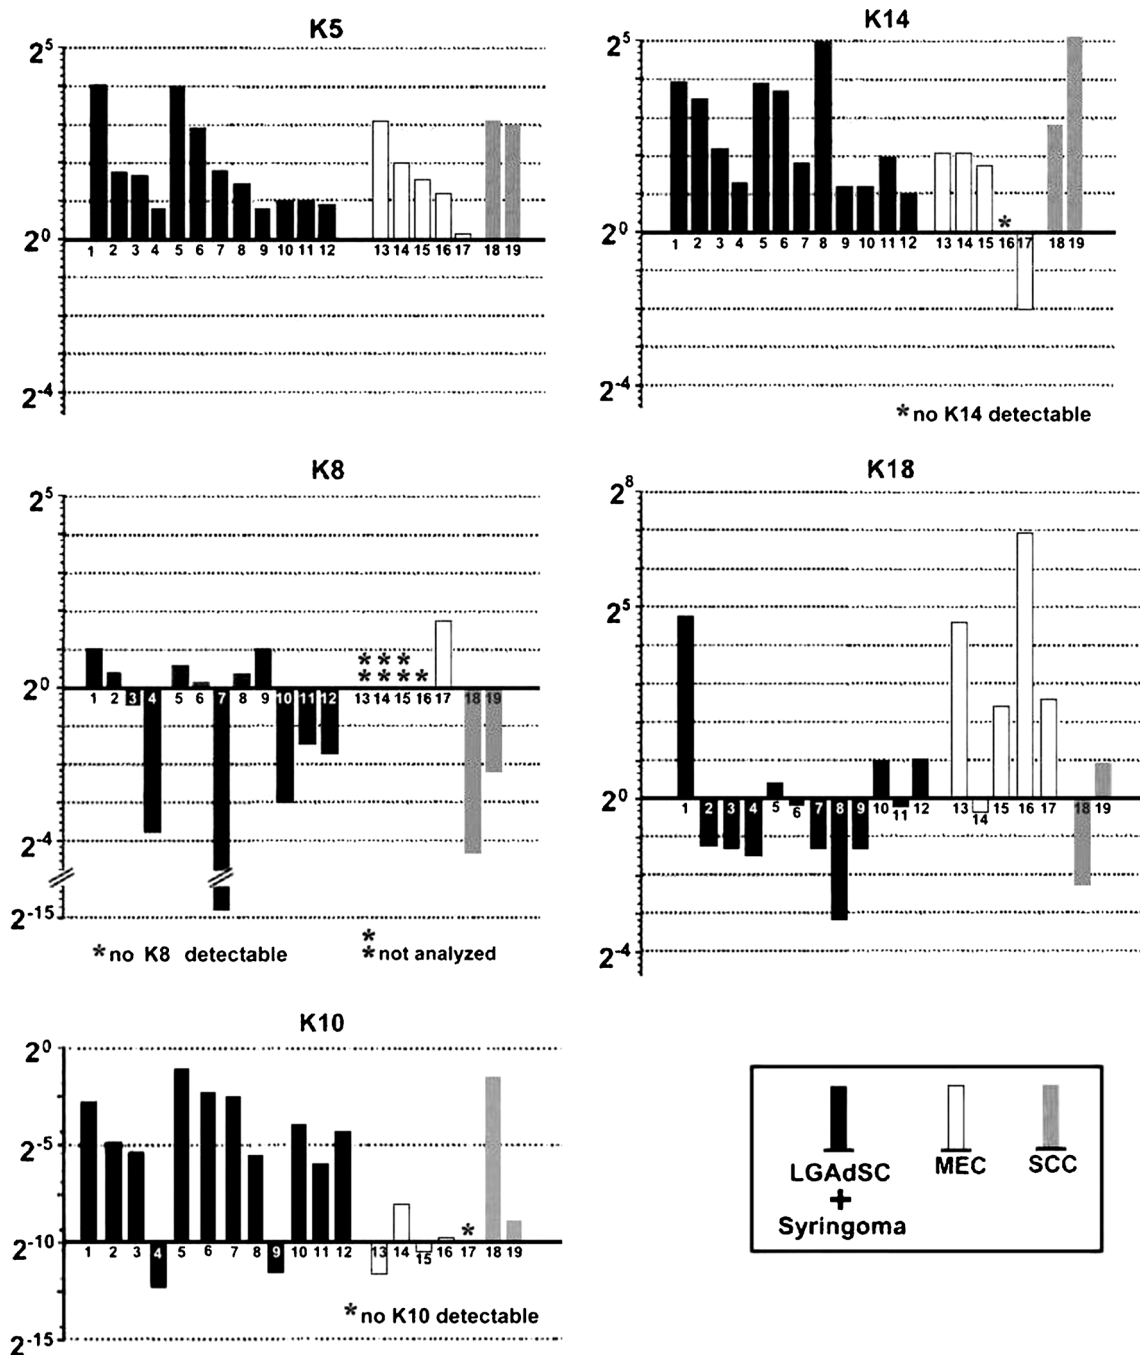 K5
2^5
2^0
1 2 3 4 5 6 7 8 9 10 11 12 13 14 15 16 17 18 19
2^-4
K14
2^5
*
2^0
1 2 3 4 5 6 7 8 9 10 11 12 13 14 15 16 17 18 19
2^-4
*no K14 detectable
K8
2^5
* * *
* * * *
2^0
1 2 3 4 5 6 7 8 9 10 11 12 13 14 15 16 17 18 19
2^-4
2^-15
*no K8 detectable
*
*not analyzed
K18
2^8
2^5
2^0
1 2 3 4 5 6 7 8 9 10 11 12 13 14 15 16 17 18 19
2^-4
K10
2^0
2^-5
*
2^-10
1 2 3 4 5 6 7 8 9 10 11 12 13 14 15 16 17 18 19
*no K10 detectable
2^-15
LGAdSC
+
Syringoma
MEC
SCC